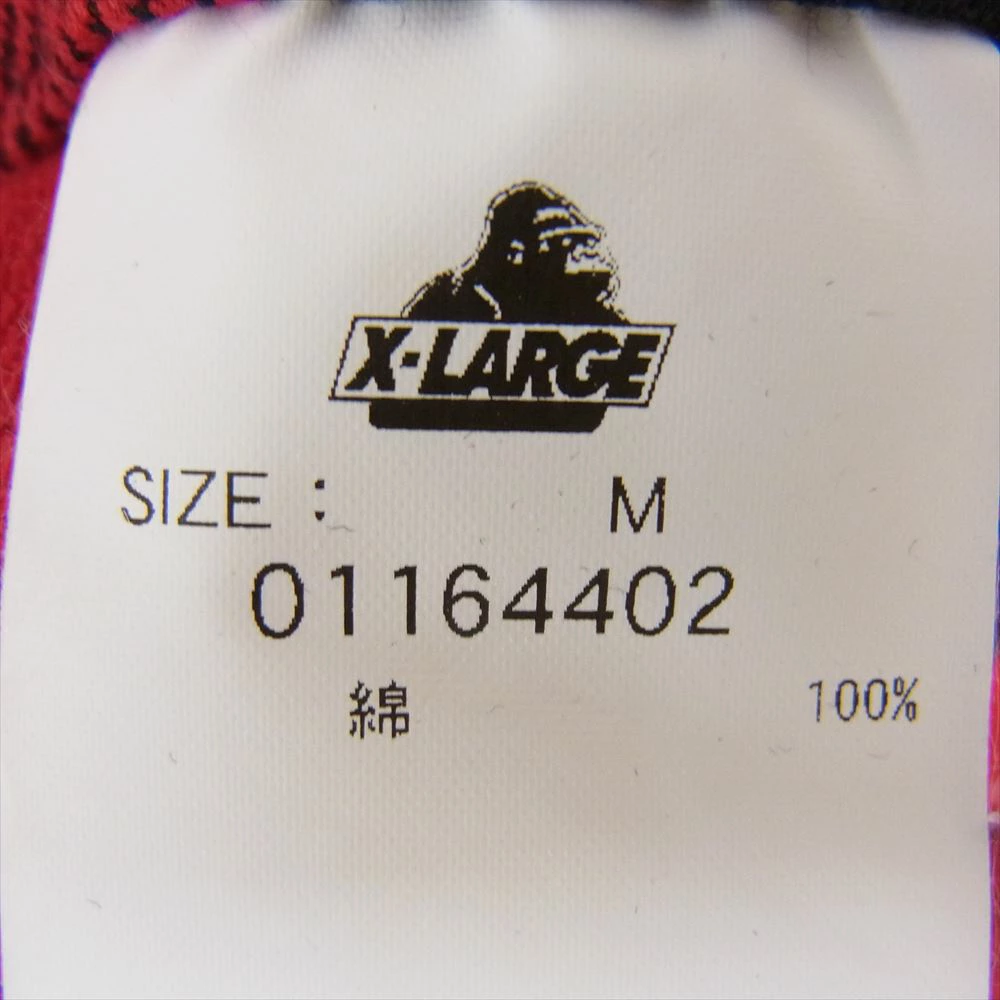 X-LARGE
SIZE : M
01164402
綿 100%